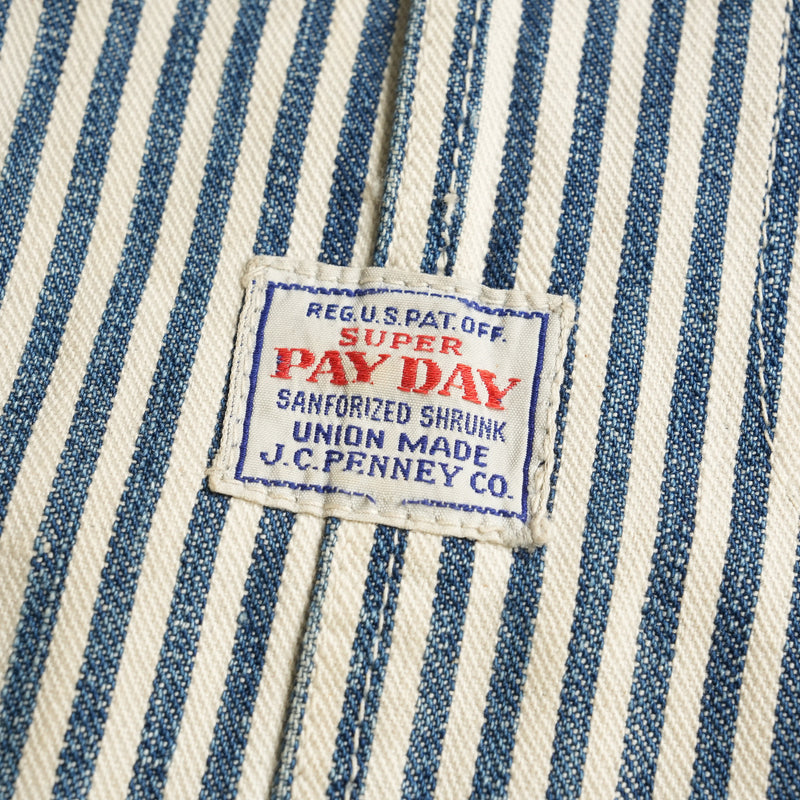 REG.U.S.PAT.OFF.
SUPER
PAY DAY
SANFORIZED SHRUNK
UNION MADE
J.C.PENNEY CO.